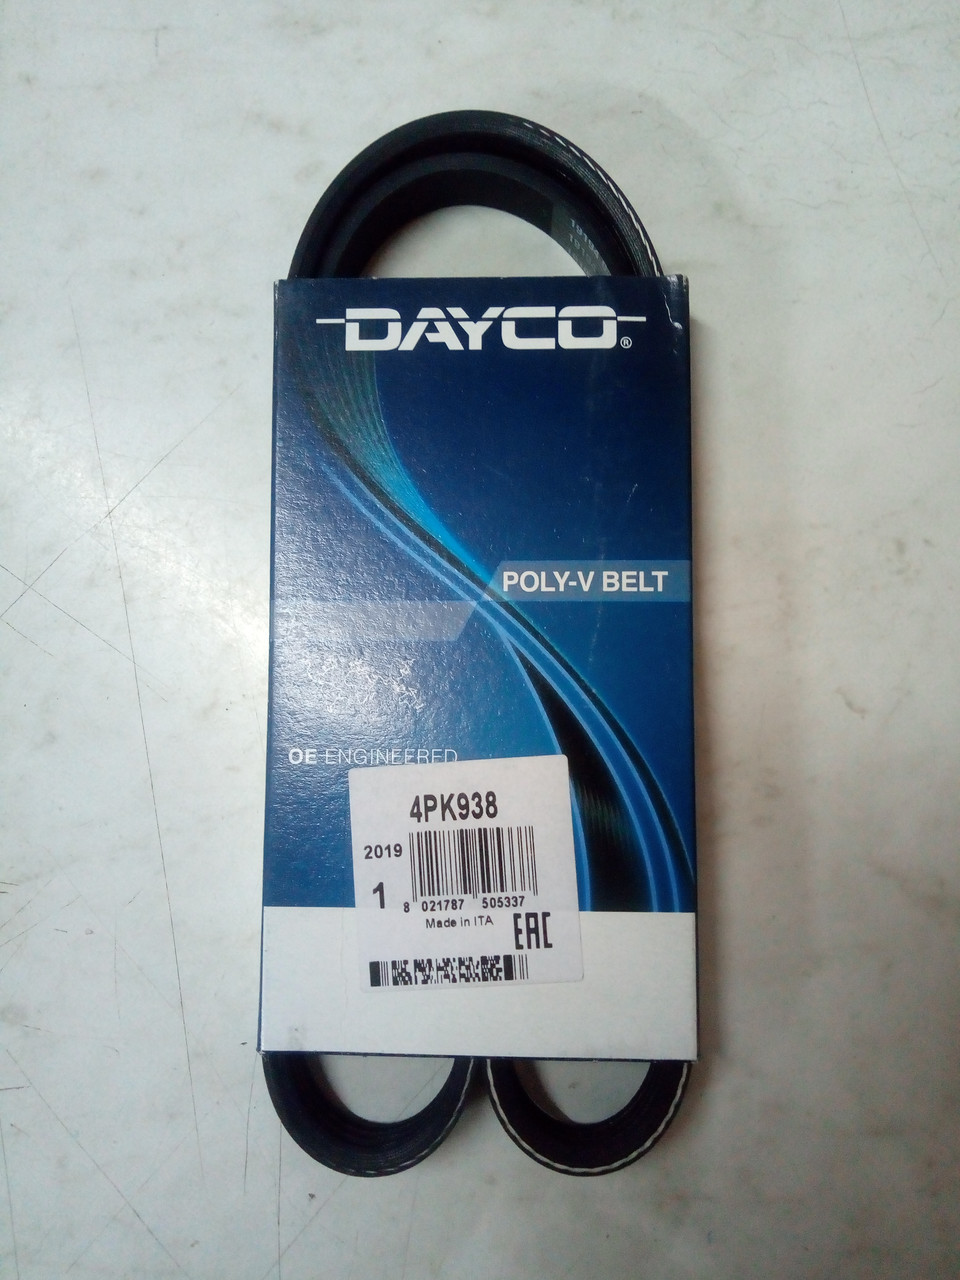 DAYCO®
POLY-V BELT
OE ENGINEERED
4PK938
2019
1
8 021787 505337
Made in ITA
EAC